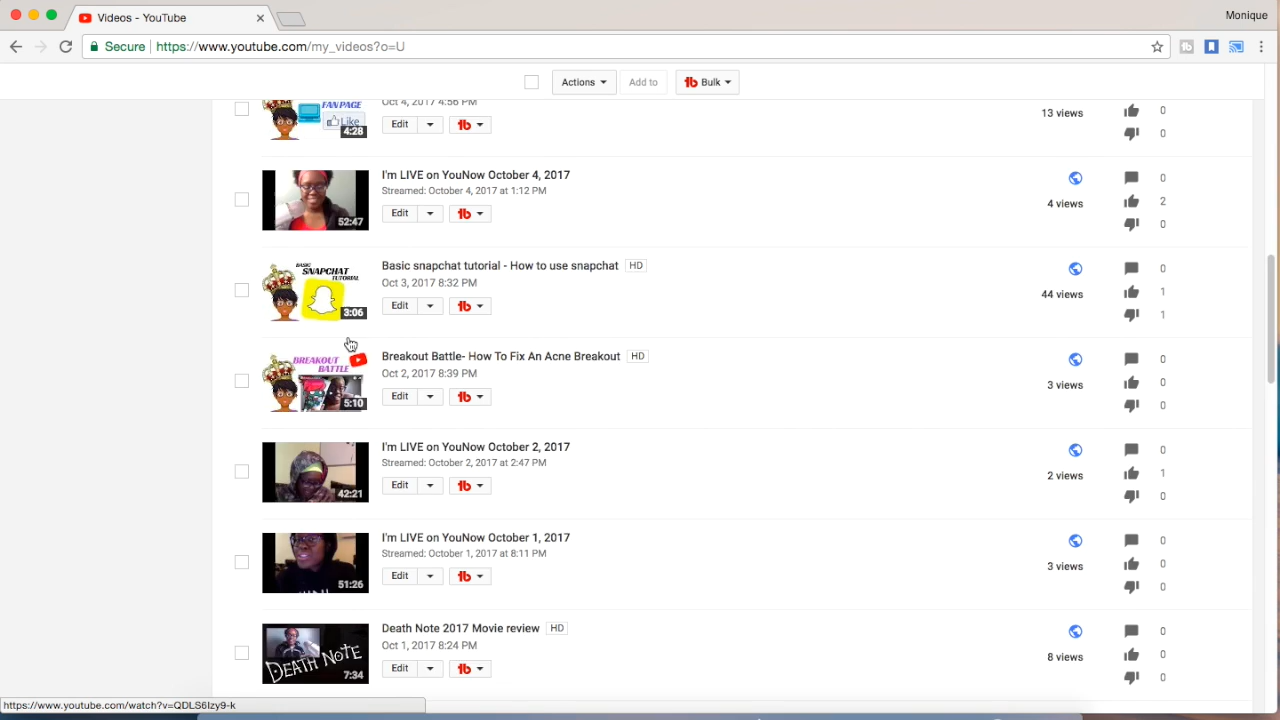 Videos - YouTube
Monique
Secure https://www.youtube.com/my_videos?o=U
Actions
Add to
Bulk
FAN PAGE
Like
4:28
Oct 4, 2017 4:56 PM
Edit
13 views
0
0
52:47
I'm LIVE on YouNow October 4, 2017
Streamed: October 4, 2017 at 1:12 PM
Edit
4 views
0
2
0
BASIC
SNAPCHAT
TUTORIAL
3:06
Basic snapchat tutorial - How to use snapchat HD
Oct 3, 2017 8:32 PM
Edit
44 views
0
1
1
BREAKOUT
BATTLE
5:10
Breakout Battle- How To Fix An Acne Breakout HD
Oct 2, 2017 8:39 PM
Edit
3 views
0
0
0
42:21
I'm LIVE on YouNow October 2, 2017
Streamed: October 2, 2017 at 2:47 PM
Edit
2 views
0
1
0
51:26
I'm LIVE on YouNow October 1, 2017
Streamed: October 1, 2017 at 8:11 PM
Edit
3 views
0
0
0
DEATH NOTE
7:34
Death Note 2017 Movie review HD
Oct 1, 2017 8:24 PM
Edit
8 views
0
0
0
https://www.youtube.com/watch?v=QDLS6Izy9-k